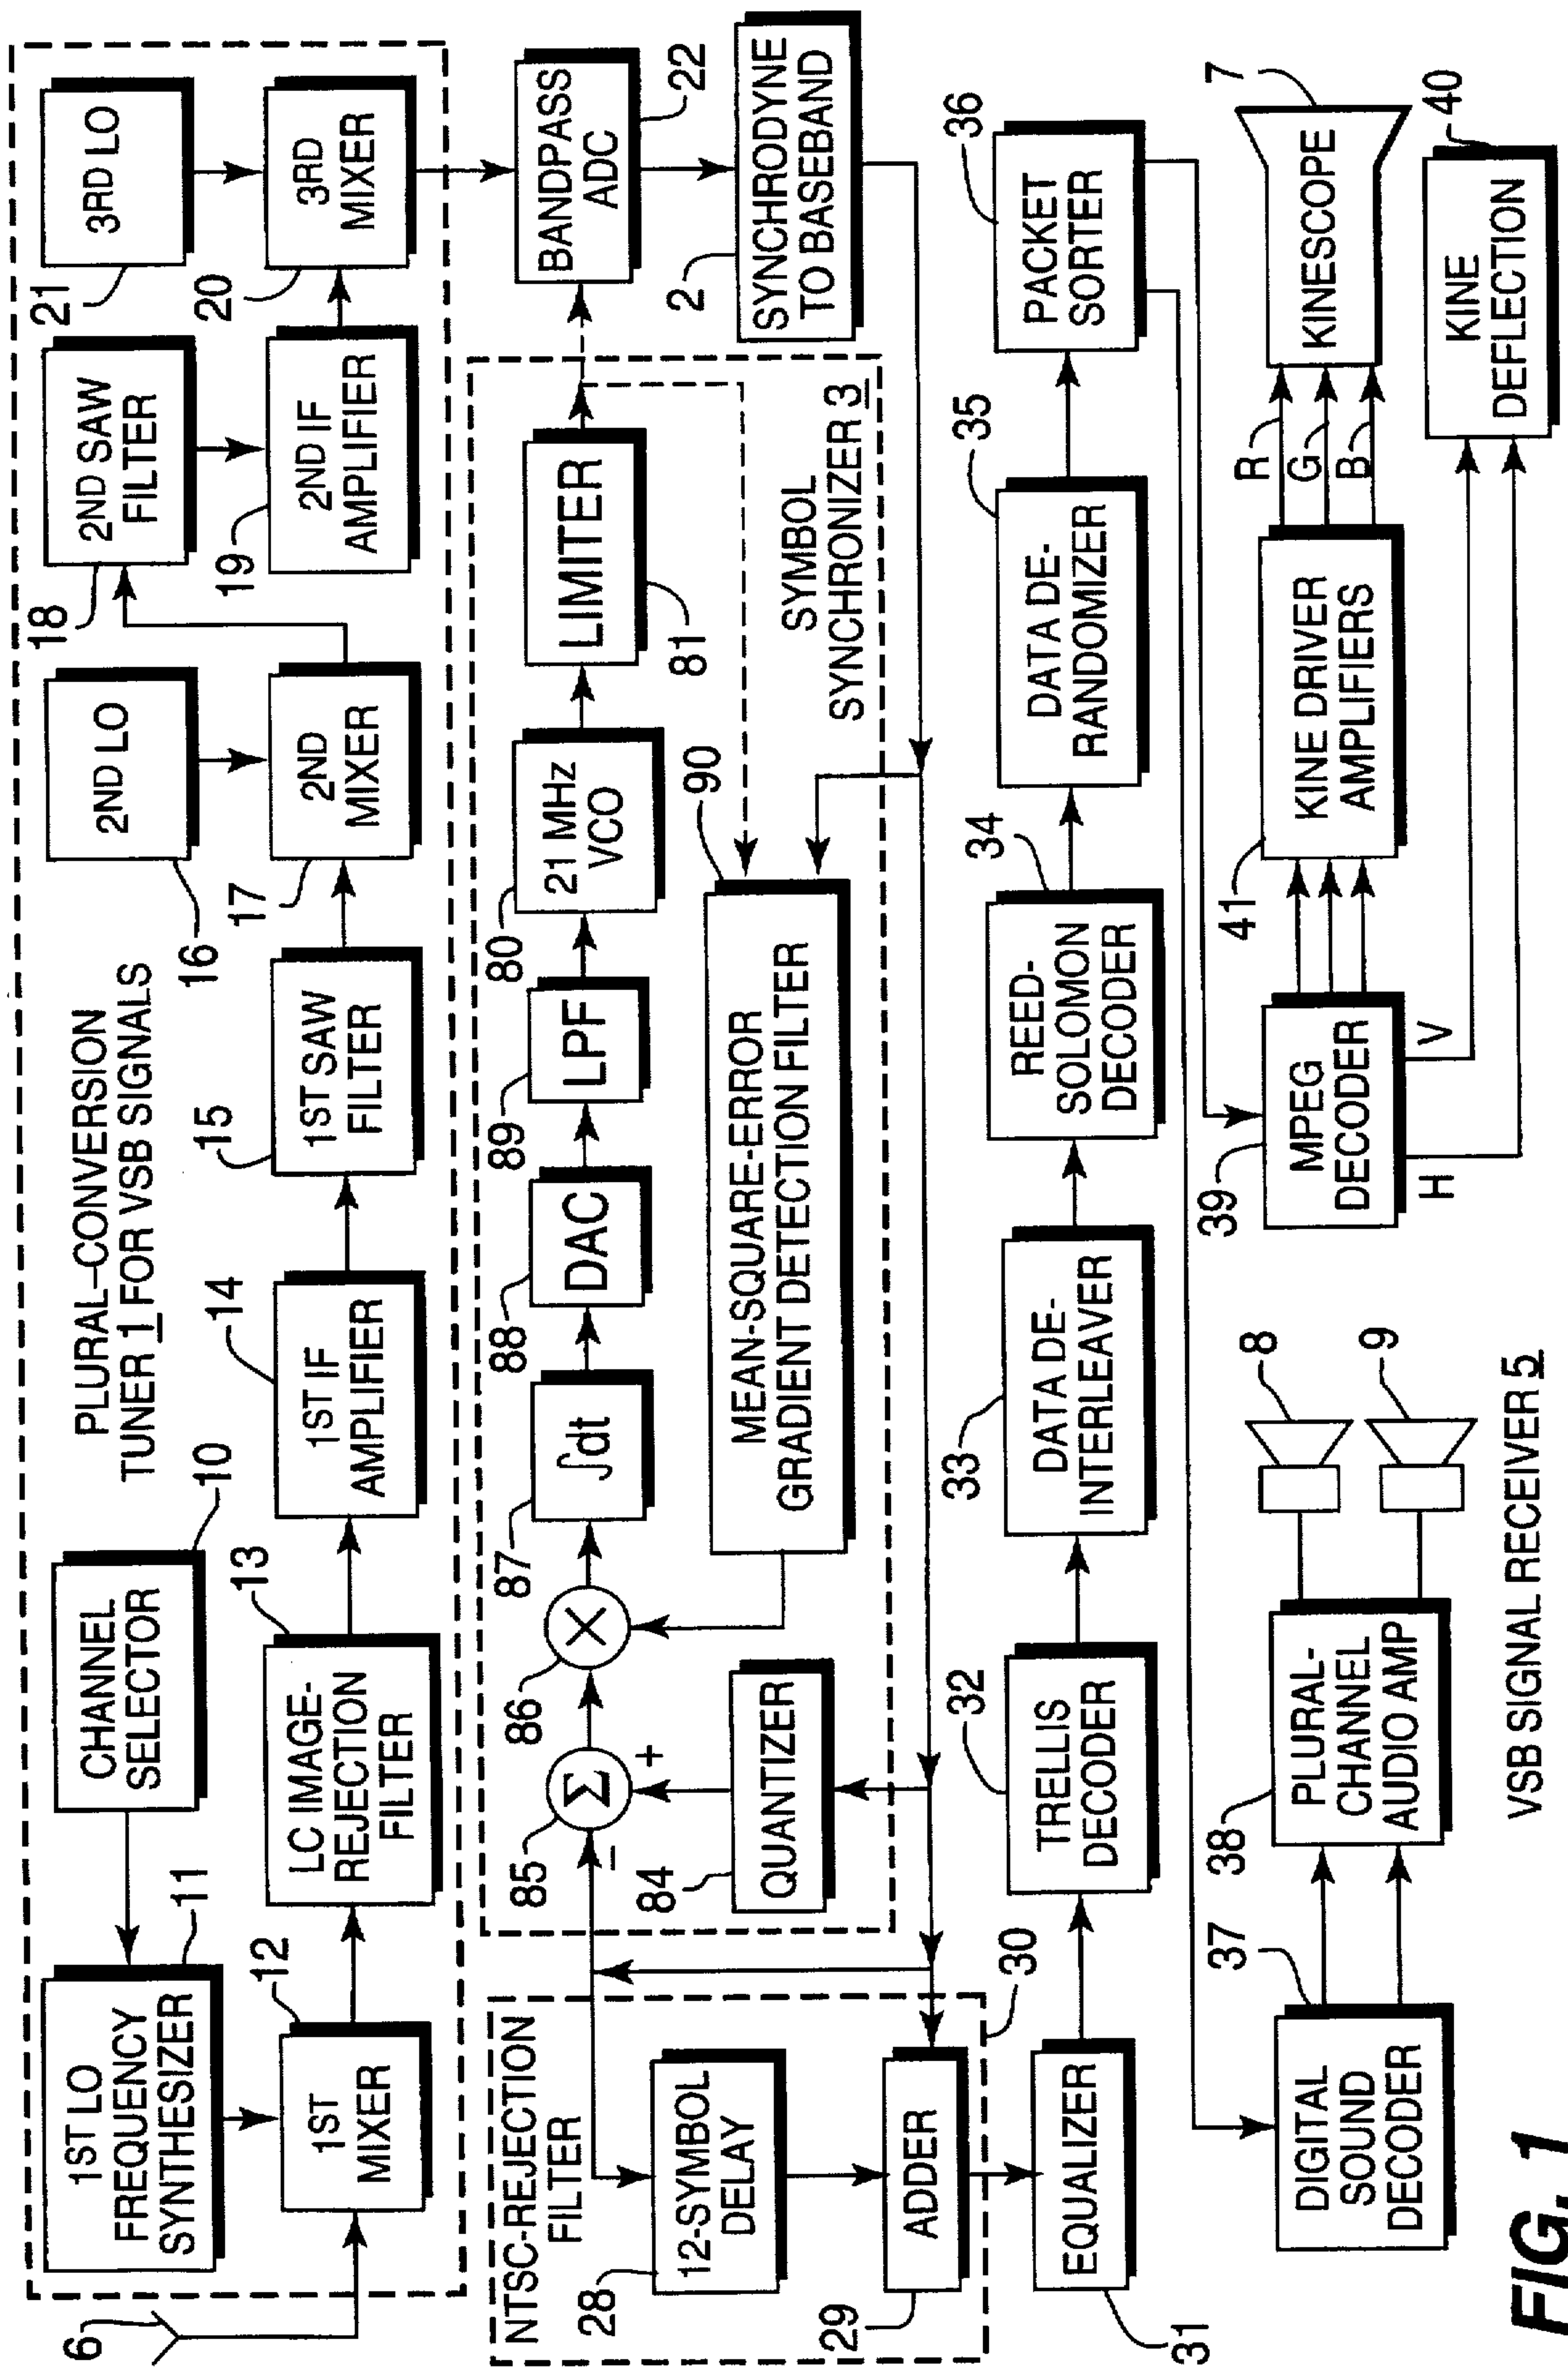 PLURAL-CONVERSION
TUNER 1 FOR VSB SIGNALS
6
1ST LO
FREQUENCY
SYNTHESIZER
11
CHANNEL
SELECTOR
10
1ST
MIXER
12
LC IMAGE-
REJECTION
FILTER
13
1ST IF
AMPLIFIER
14
1ST SAW
FILTER
15
2ND LO
16
2ND
MIXER
17
2ND SAW
FILTER
18
2ND IF
AMPLIFIER
19
3RD LO
21
3RD
MIXER
20
BANDPASS
ADC
22
SYNCHRODYNE
TO BASEBAND
2
SYMBOL
SYNCHRONIZER 3
85
Σ
+
−
86
X
87
∫dt
88
DAC
89
LPF
80
21 MHz
VCO
LIMITER
81
84
QUANTIZER
MEAN-SQUARE-ERROR
GRADIENT DETECTION FILTER
90
NTSC-REJECTION
FILTER
28
12-SYMBOL
DELAY
29
ADDER
30
EQUALIZER
31
TRELLIS
DECODER
32
DATA DE-
INTERLEAVER
33
REED-
SOLOMON
DECODER
34
DATA DE-
RANDOMIZER
35
PACKET
SORTER
36
DIGITAL
SOUND
DECODER
37
PLURAL-
CHANNEL
AUDIO AMP
38
8
9
MPEG
DECODER
39
H
V
KINE DRIVER
AMPLIFIERS
41
R
G
B
KINESCOPE
7
KINE
DEFLECTION
40
VSB SIGNAL RECEIVER 5
FIG. 1